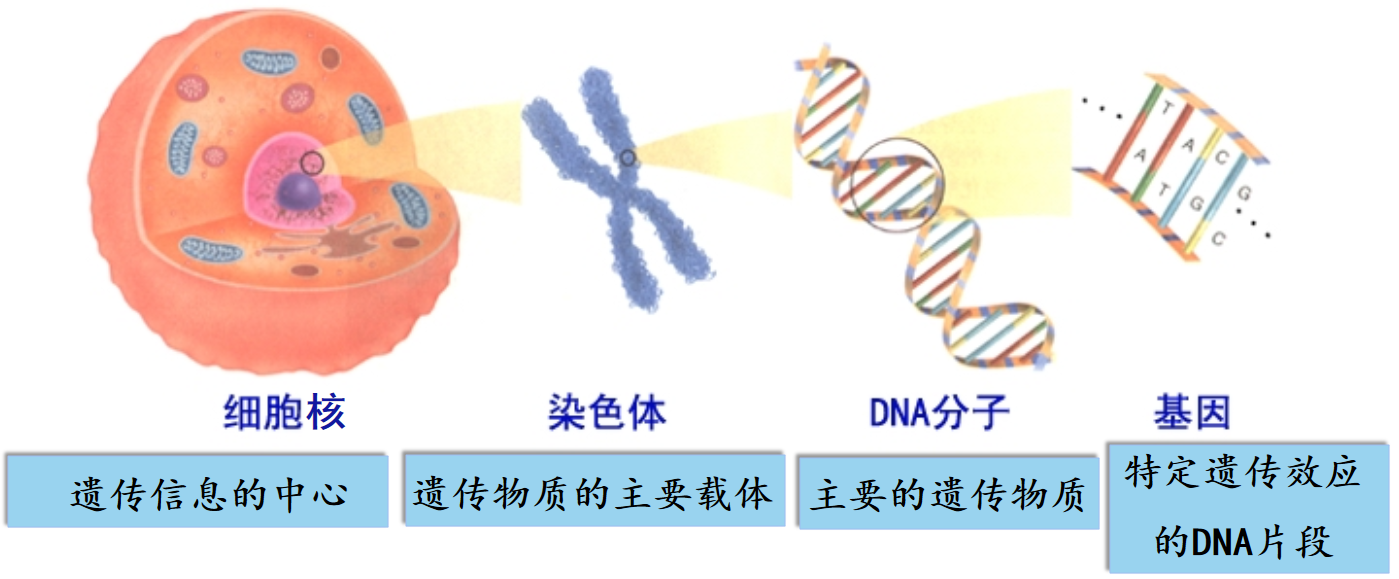 ··· T A C G
A T G C ···
细胞核
染色体
DNA分子
基因
遗传信息的中心
遗传物质的主要载体
主要的遗传物质
特定遗传效应
的DNA片段